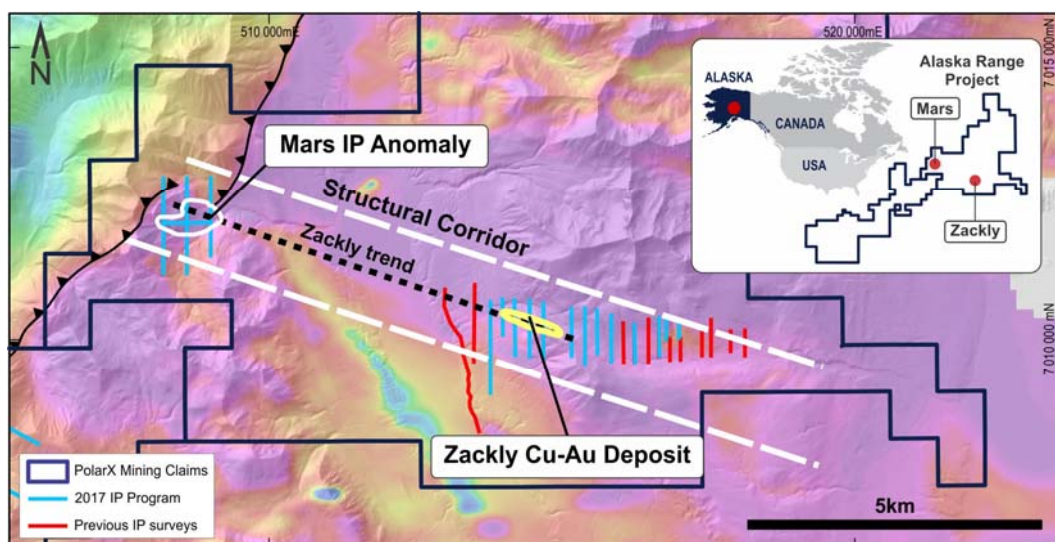 N
510 000mE
520 000mE
7 015 000mN
7 010 000 mN
Mars IP Anomaly
Structural Corridor
Zackly trend
Zackly Cu-Au Deposit
ALASKA
CANADA
USA
Alaska Range
Project
Mars
Zackly
PolarX Mining Claims
2017 IP Program
Previous IP surveys
5km